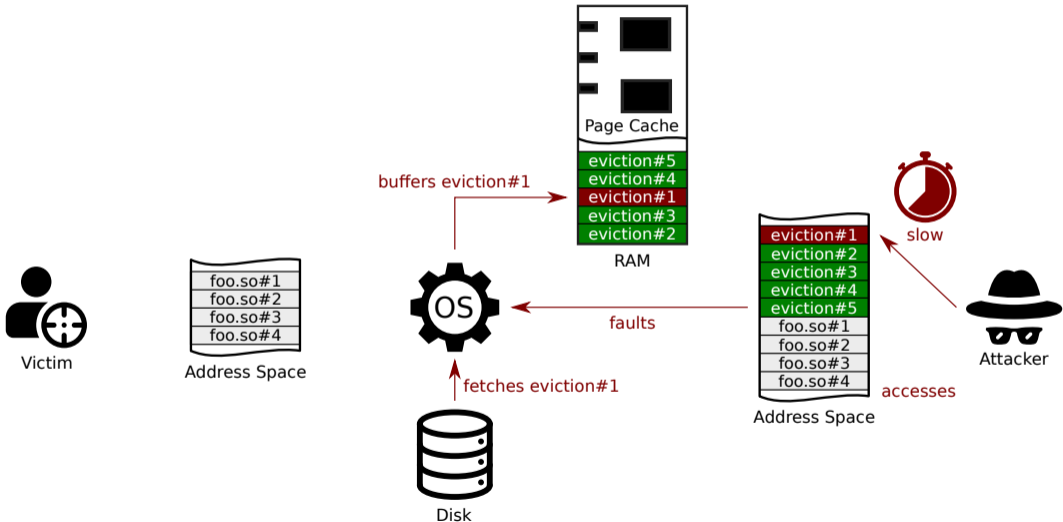 Page Cache
eviction#5
eviction#4
eviction#1
eviction#3
eviction#2
RAM
buffers eviction#1
slow
eviction#1
eviction#2
eviction#3
eviction#4
eviction#5
foo.so#1
foo.so#2
foo.so#3
foo.so#4
Address Space
accesses
Attacker
faults
OS
fetches eviction#1
Disk
foo.so#1
foo.so#2
foo.so#3
foo.so#4
Address Space
Victim